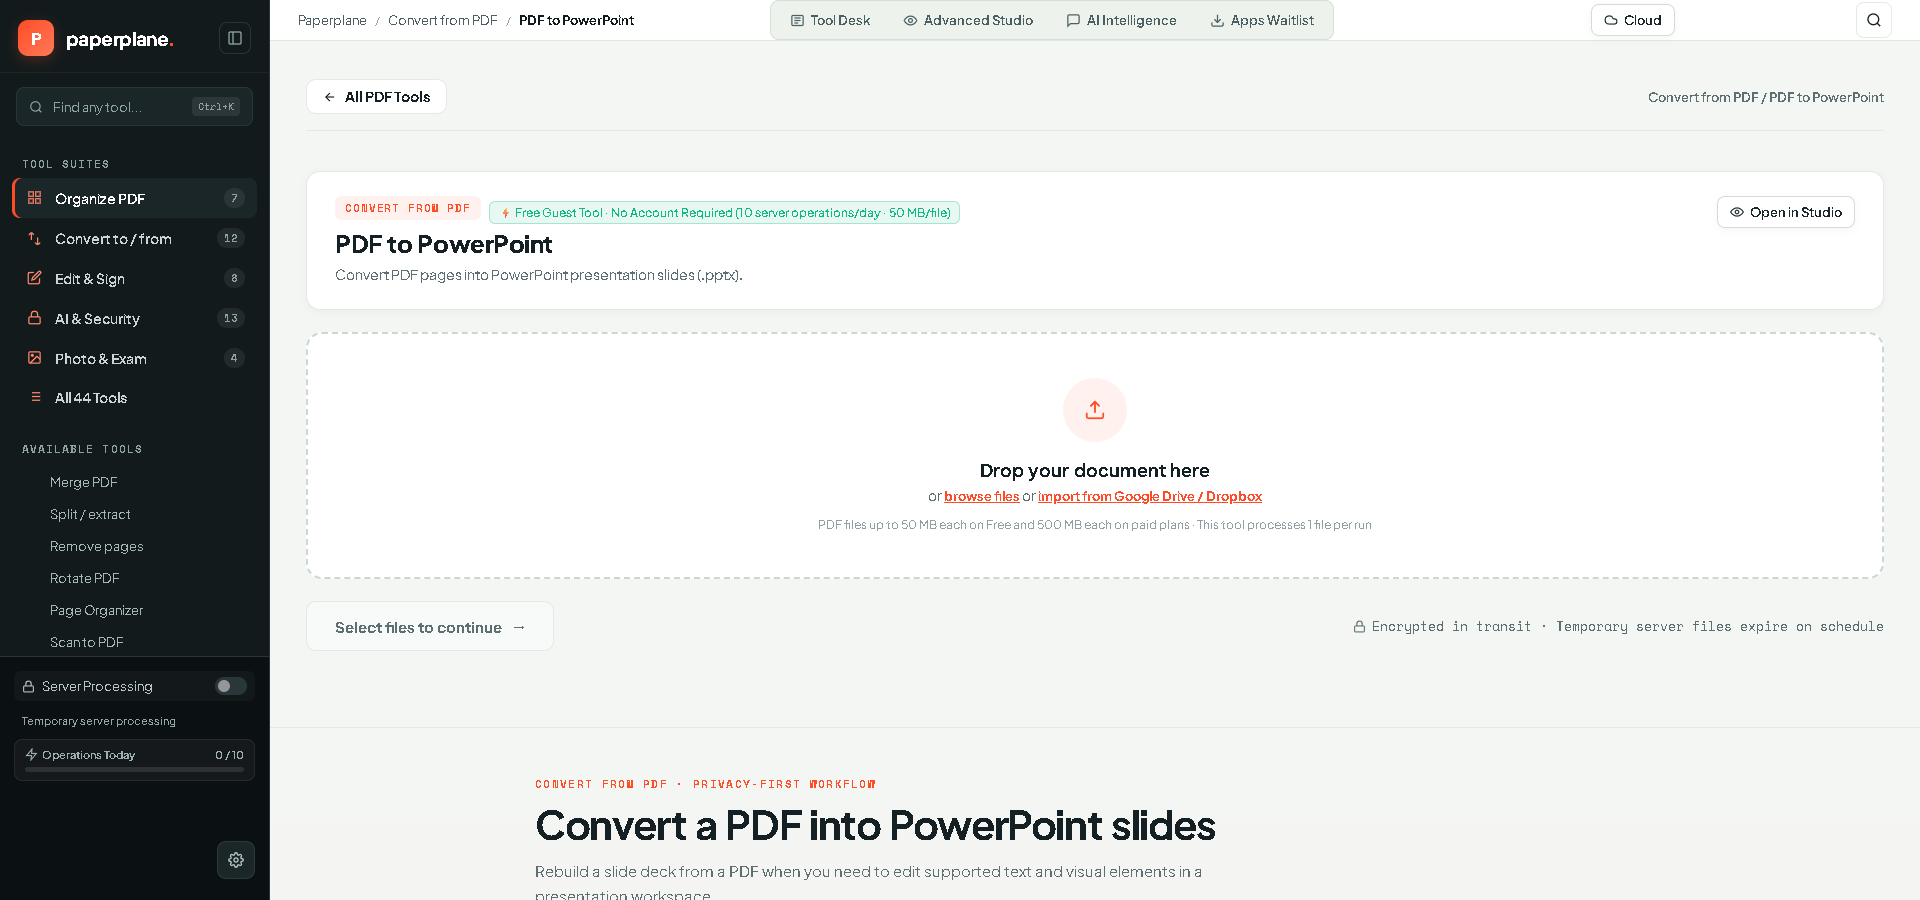 P paperplane.
Find any tool... Ctrl+K
TOOL SUITES
Organize PDF 7
Convert to / from 12
Edit & Sign 8
AI & Security 13
Photo & Exam 4
All 44 Tools
AVAILABLE TOOLS
Merge PDF
Split / extract
Remove pages
Rotate PDF
Page Organizer
Scan to PDF
Server Processing
Temporary server processing
Operations Today 0 / 10
Paperplane / Convert from PDF / PDF to PowerPoint
Tool Desk Advanced Studio AI Intelligence Apps Waitlist
Cloud
← All PDF Tools
Convert from PDF / PDF to PowerPoint
CONVERT FROM PDF Free Guest Tool · No Account Required (10 server operations/day · 50 MB/file)
Open in Studio
PDF to PowerPoint
Convert PDF pages into PowerPoint presentation slides (.pptx).
Drop your document here
or browse files or import from Google Drive / Dropbox
PDF files up to 50 MB each on Free and 500 MB each on paid plans · This tool processes 1 file per run
Select files to continue →
Encrypted in transit · Temporary server files expire on schedule
CONVERT FROM PDF · PRIVACY-FIRST WORKFLOW
Convert a PDF into PowerPoint slides
Rebuild a slide deck from a PDF when you need to edit supported text and visual elements in a
presentation workspace.